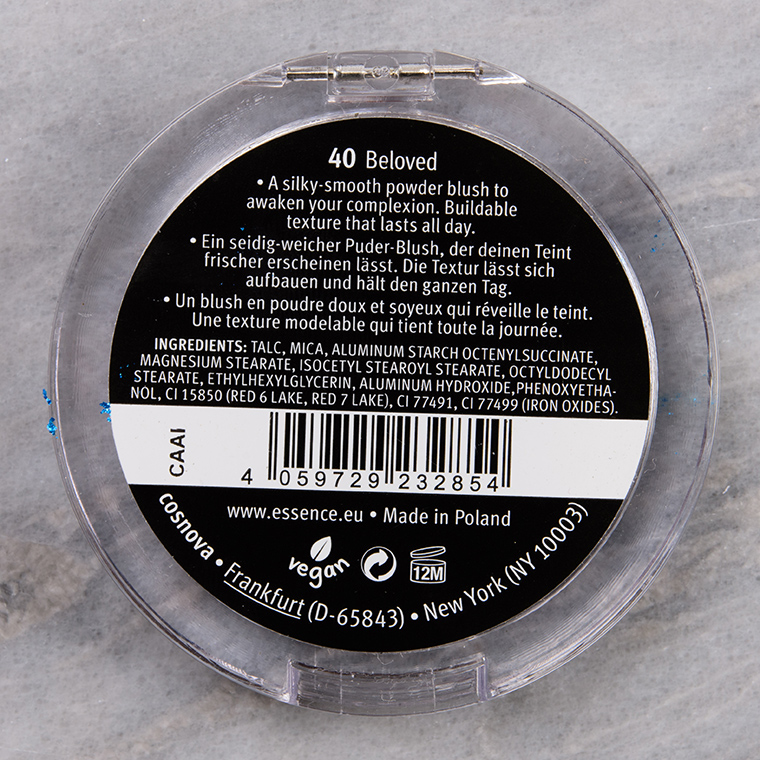 40 Beloved
• A silky-smooth powder blush to
awaken your complexion. Buildable
texture that lasts all day.
• Ein seidig-weicher Puder-Blush, der deinen Teint
frischer erscheinen lässt. Die Textur lässt sich
aufbauen und hält den ganzen Tag.
• Un blush en poudre doux et soyeux qui réveille le teint.
Une texture modelable qui tient toute la journée.
INGREDIENTS: TALC, MICA, ALUMINUM STARCH OCTENYLSUCCINATE,
MAGNESIUM STEARATE, ISOCETYL STEAROYL STEARATE, OCTYLDODECYL
STEARATE, ETHYLHEXYLGLYCERIN, ALUMINUM HYDROXIDE,PHENOXYETHA-
NOL, CI 15850 (RED 6 LAKE, RED 7 LAKE), CI 77491, CI 77499 (IRON OXIDES).
CAAI
4 059729 232854
www.essence.eu • Made in Poland
vegan
12M
cosnova • Frankfurt (D-65843) • New York (NY 10003)